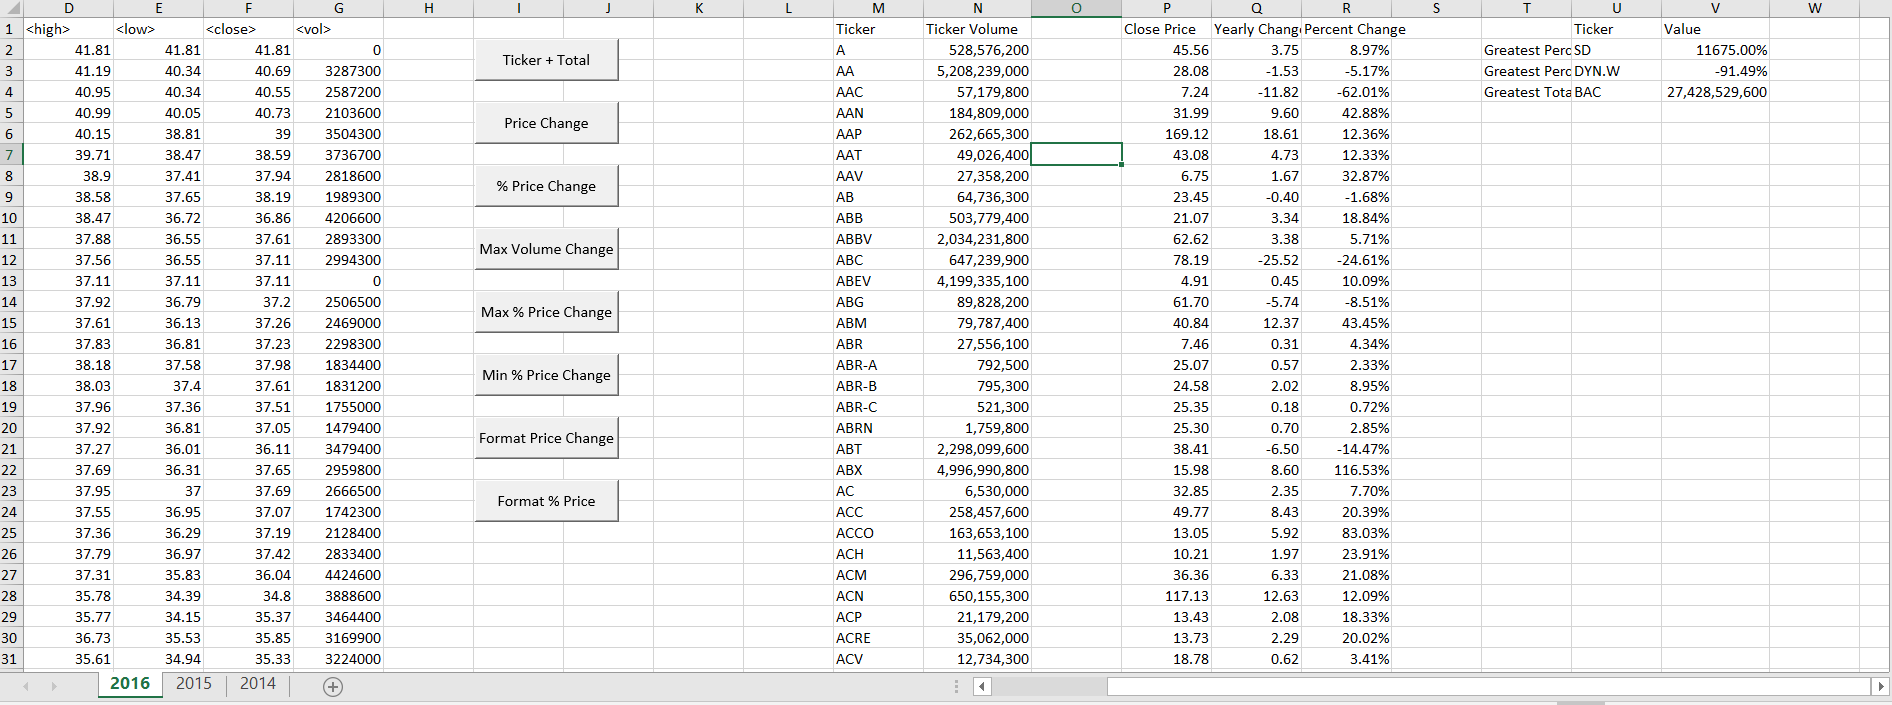 D E F G H I J K L M N O P Q R S T U V W
1 <high> <low> <close> <vol> Ticker Ticker Volume Close Price Yearly Chang Percent Change Ticker Value
2 41.81 41.81 41.81 0 A 528,576,200 45.56 3.75 8.97% Greatest Perc SD 11675.00%
Ticker + Total
3 41.19 40.34 40.69 3287300 AA 5,208,239,000 28.08 -1.53 -5.17% Greatest Perc DYN.W -91.49%
4 40.95 40.34 40.55 2587200 AAC 57,179,800 7.24 -11.82 -62.01% Greatest Tota BAC 27,428,529,600
5 40.99 40.05 40.73 2103600 AAN 184,809,000 31.99 9.60 42.88%
Price Change
6 40.15 38.81 39 3504300 AAP 262,665,300 169.12 18.61 12.36%
7 39.71 38.47 38.59 3736700 AAT 49,026,400 43.08 4.73 12.33%
8 38.9 37.41 37.94 2818600 AAV 27,358,200 6.75 1.67 32.87%
% Price Change
9 38.58 37.65 38.19 1989300 AB 64,736,300 23.45 -0.40 -1.68%
10 38.47 36.72 36.86 4206600 ABB 503,779,400 21.07 3.34 18.84%
11 37.88 36.55 37.61 2893300 ABBV 2,034,231,800 62.62 3.38 5.71%
Max Volume Change
12 37.56 36.55 37.11 2994300 ABC 647,239,900 78.19 -25.52 -24.61%
13 37.11 37.11 37.11 0 ABEV 4,199,335,100 4.91 0.45 10.09%
14 37.92 36.79 37.2 2506500 ABG 89,828,200 61.70 -5.74 -8.51%
Max % Price Change
15 37.61 36.13 37.26 2469000 ABM 79,787,400 40.84 12.37 43.45%
16 37.83 36.81 37.23 2298300 ABR 27,556,100 7.46 0.31 4.34%
17 38.18 37.58 37.98 1834400 ABR-A 792,500 25.07 0.57 2.33%
Min % Price Change
18 38.03 37.4 37.61 1831200 ABR-B 795,300 24.58 2.02 8.95%
19 37.96 37.36 37.51 1755000 ABR-C 521,300 25.35 0.18 0.72%
20 37.92 36.81 37.05 1479400 ABRN 1,759,800 25.30 0.70 2.85%
Format Price Change
21 37.27 36.01 36.11 3479400 ABT 2,298,099,600 38.41 -6.50 -14.47%
22 37.69 36.31 37.65 2959800 ABX 4,996,990,800 15.98 8.60 116.53%
23 37.95 37 37.69 2666500 AC 6,530,000 32.85 2.35 7.70%
Format % Price
24 37.55 36.95 37.07 1742300 ACC 258,457,600 49.77 8.43 20.39%
25 37.36 36.29 37.19 2128400 ACCO 163,653,100 13.05 5.92 83.03%
26 37.79 36.97 37.42 2833400 ACH 11,563,400 10.21 1.97 23.91%
27 37.31 35.83 36.04 4424600 ACM 296,759,000 36.36 6.33 21.08%
28 35.78 34.39 34.8 3888600 ACN 650,155,300 117.13 12.63 12.09%
29 35.77 34.15 35.37 3464400 ACP 21,179,200 13.43 2.08 18.33%
30 36.73 35.53 35.85 3169900 ACRE 35,062,000 13.73 2.29 20.02%
31 35.61 34.94 35.33 3224000 ACV 12,734,300 18.78 0.62 3.41%
2016 2015 2014